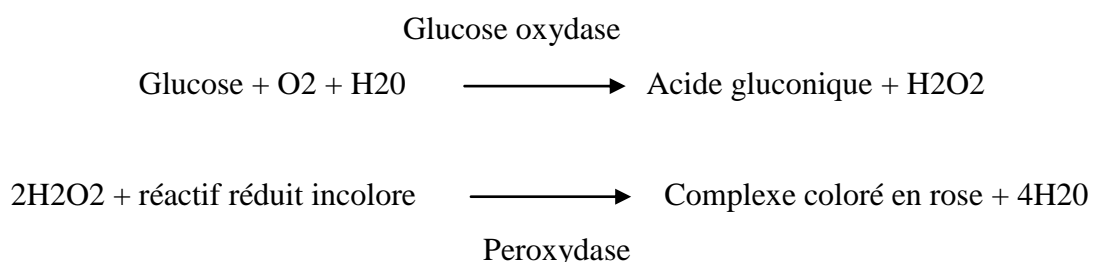 Glucose oxydase
Glucose + O2 + H20 Acide gluconique + H2O2
2H2O2 + réactif réduit incolore Complexe coloré en rose + 4H20
Peroxydase